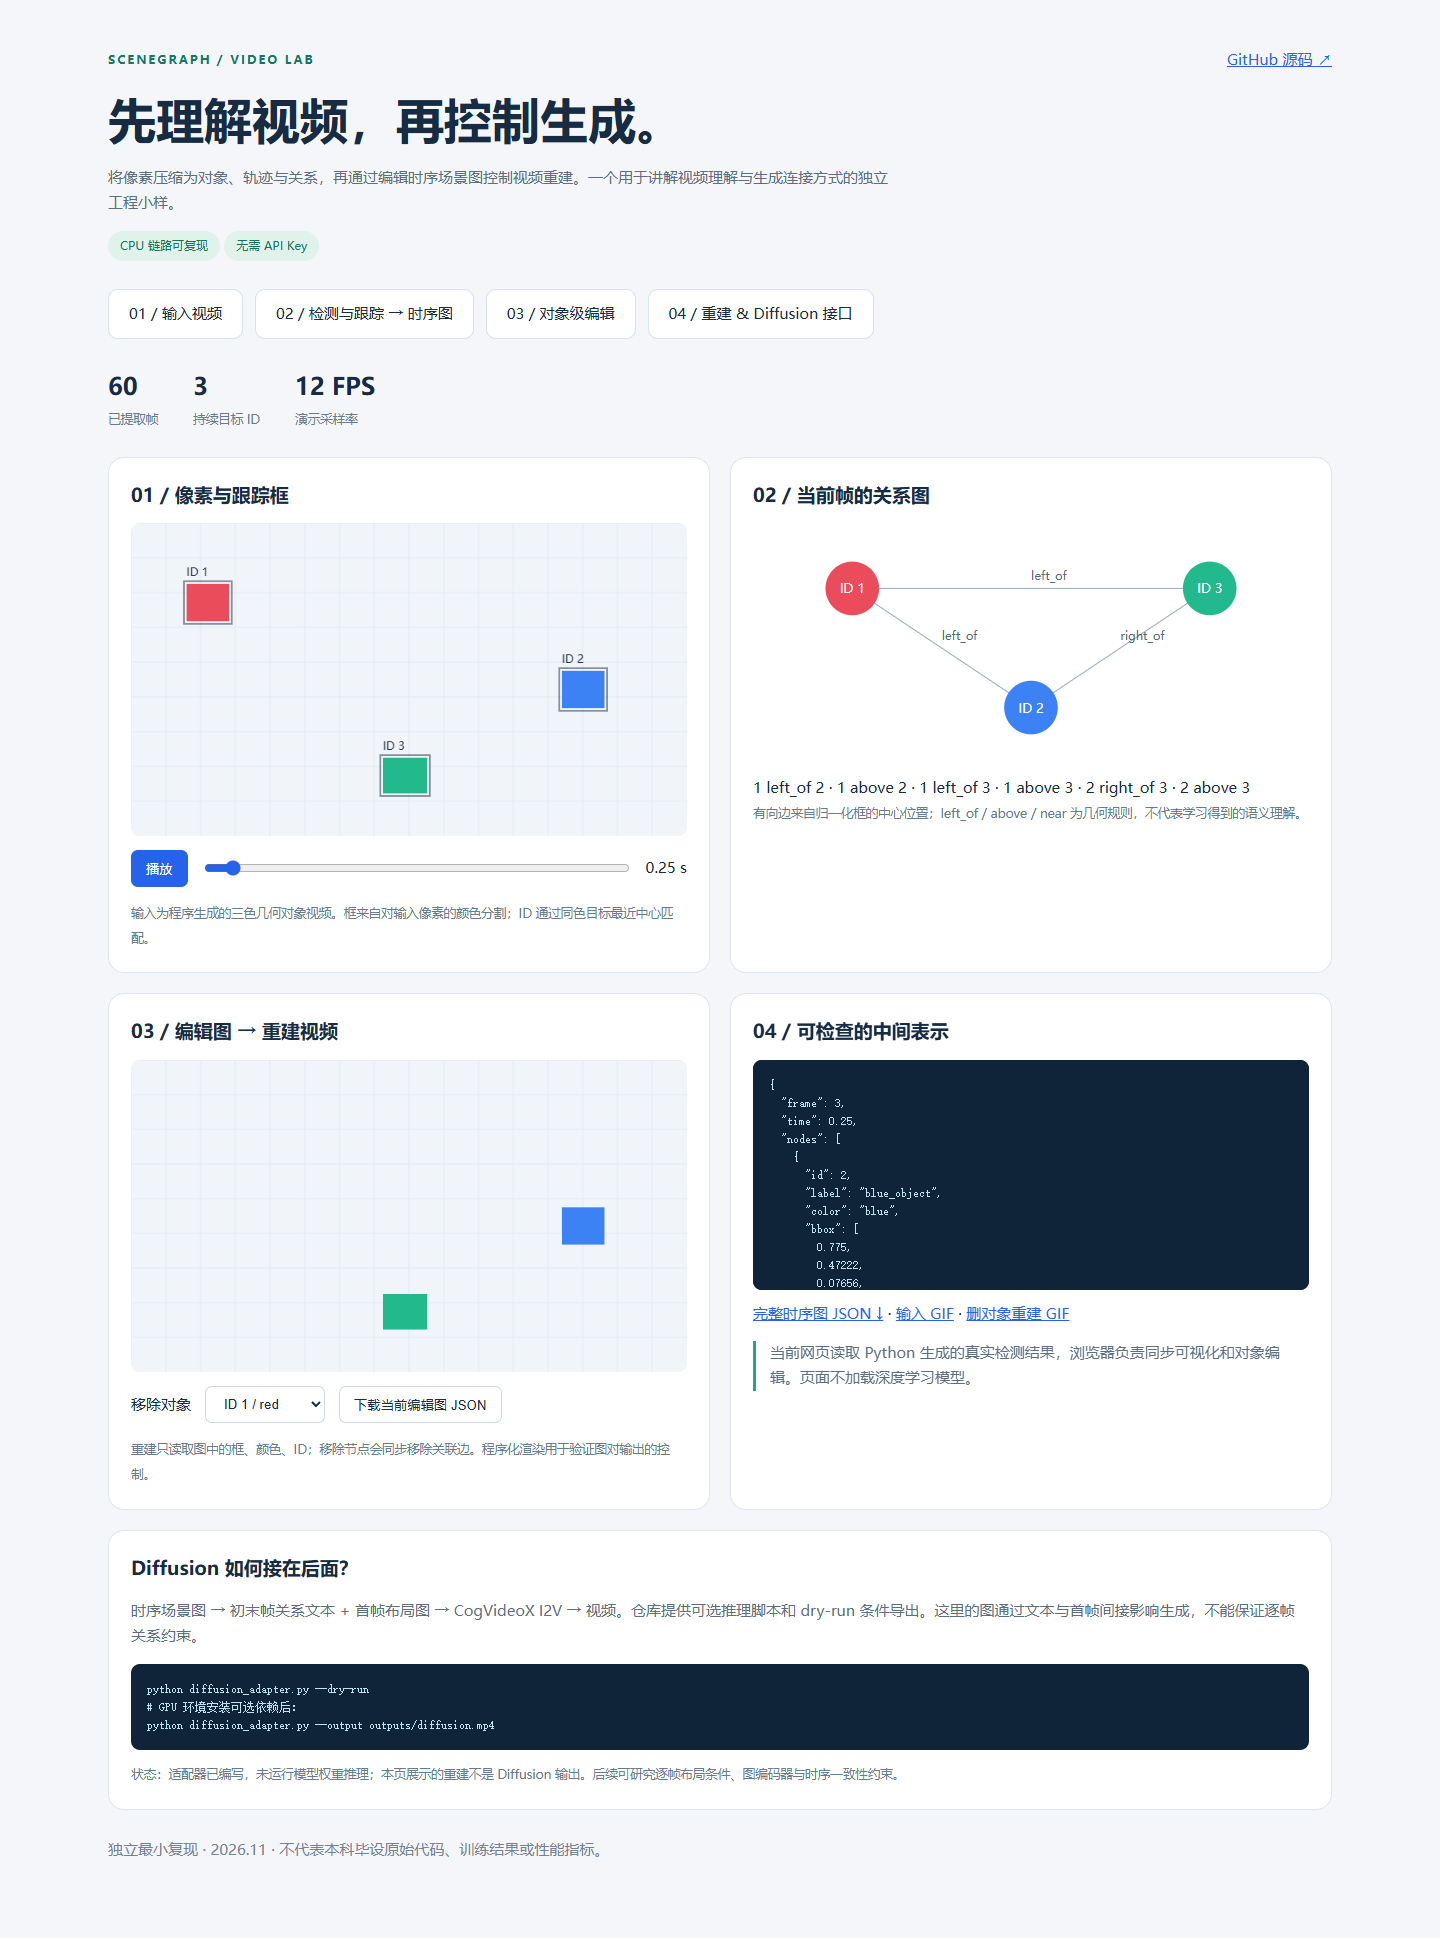 SCENEGRAPH / VIDEO LAB
GitHub 源码 ↗
先理解视频，再控制生成。
将像素压缩为对象、轨迹与关系，再通过编辑时序场景图控制视频重建。一个用于讲解视频理解与生成连接方式的独立
工程小样。
CPU 链路可复现
无需 API Key
01 / 输入视频
02 / 检测与跟踪 → 时序图
03 / 对象级编辑
04 / 重建 & Diffusion 接口
60
3
12 FPS
已提取帧
持续目标 ID
演示采样率
01 / 像素与跟踪框
ID 1
ID 2
ID 3
播放
0.25 s
输入为程序生成的三色几何对象视频。框来自对输入像素的颜色分割；ID 通过同色目标最近中心匹
配。
02 / 当前帧的关系图
ID 1
left_of
ID 3
left_of
right_of
ID 2
1 left_of 2 · 1 above 2 · 1 left_of 3 · 1 above 3 · 2 right_of 3 · 2 above 3
有向边来自归一化框的中心位置；left_of / above / near 为几何规则，不代表学习得到的语义理解。
03 / 编辑图 → 重建视频
移除对象
ID 1 / red
下载当前编辑图 JSON
重建只读取图中的框、颜色、ID；移除节点会同步移除关联边。程序化渲染用于验证图对输出的控
制。
04 / 可检查的中间表示
{
"frame": 3,
"time": 0.25,
"nodes": [
{
"id": 2,
"label": "blue_object",
"color": "blue",
"bbox": [
0.775,
0.47222,
0.07656,
完整时序图 JSON ↓ · 输入 GIF · 删对象重建 GIF
当前网页读取 Python 生成的真实检测结果，浏览器负责同步可视化和对象编
辑。页面不加载深度学习模型。
Diffusion 如何接在后面？
时序场景图 → 初末帧关系文本 + 首帧布局图 → CogVideoX I2V → 视频。仓库提供可选推理脚本和 dry-run 条件导出。这里的图通过文本与首帧间接影响生成，不能保证逐帧
关系约束。
python diffusion_adapter.py --dry-run
# GPU 环境安装可选依赖后:
python diffusion_adapter.py --output outputs/diffusion.mp4
状态：适配器已编写，未运行模型权重推理；本页展示的重建不是 Diffusion 输出。后续可研究逐帧布局条件、图编码器与时序一致性约束。
独立最小复现 · 2026.11 · 不代表本科毕设原始代码、训练结果或性能指标。